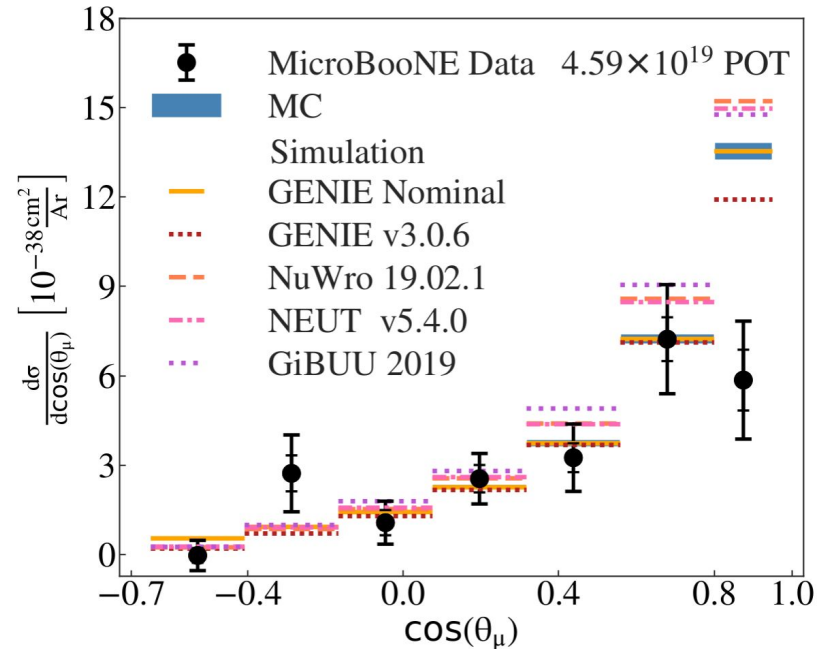 18
15
12
9
6
3
0
dσ/dcos(θμ) [10⁻³⁸ cm²/Ar]
MicroBooNE Data 4.59×10¹⁹ POT
MC
Simulation
GENIE Nominal
GENIE v3.0.6
NuWro 19.02.1
NEUT v5.4.0
GiBUU 2019
−0.7 −0.4 0.0 0.4 0.8 1.0
cos(θμ)